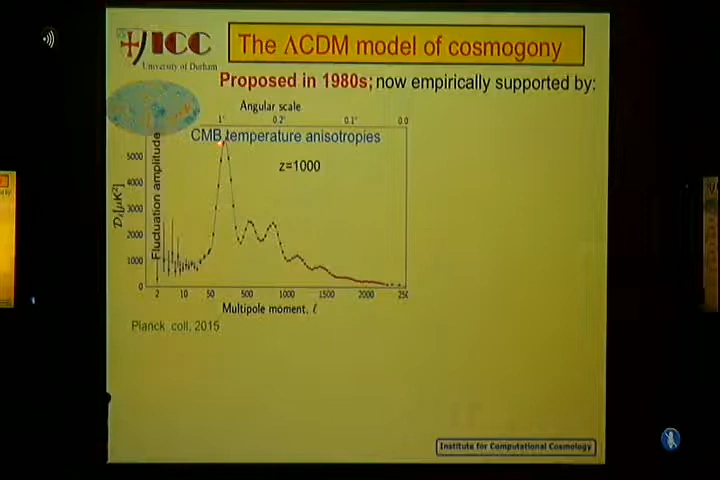 ICC
University of Durham
The ΛCDM model of cosmogony
Proposed in 1980s; now empirically supported by:
Angular scale
1° 0.2° 0.1° 0.0
CMB temperature anisotropies
z=1000
Fluctuation amplitude
5000
4000
3000
2000
1000
0
2 10 50 500 1000 1500 2000 250
Multipole moment, ℓ
Planck coll. 2015
Institute for Computational Cosmology